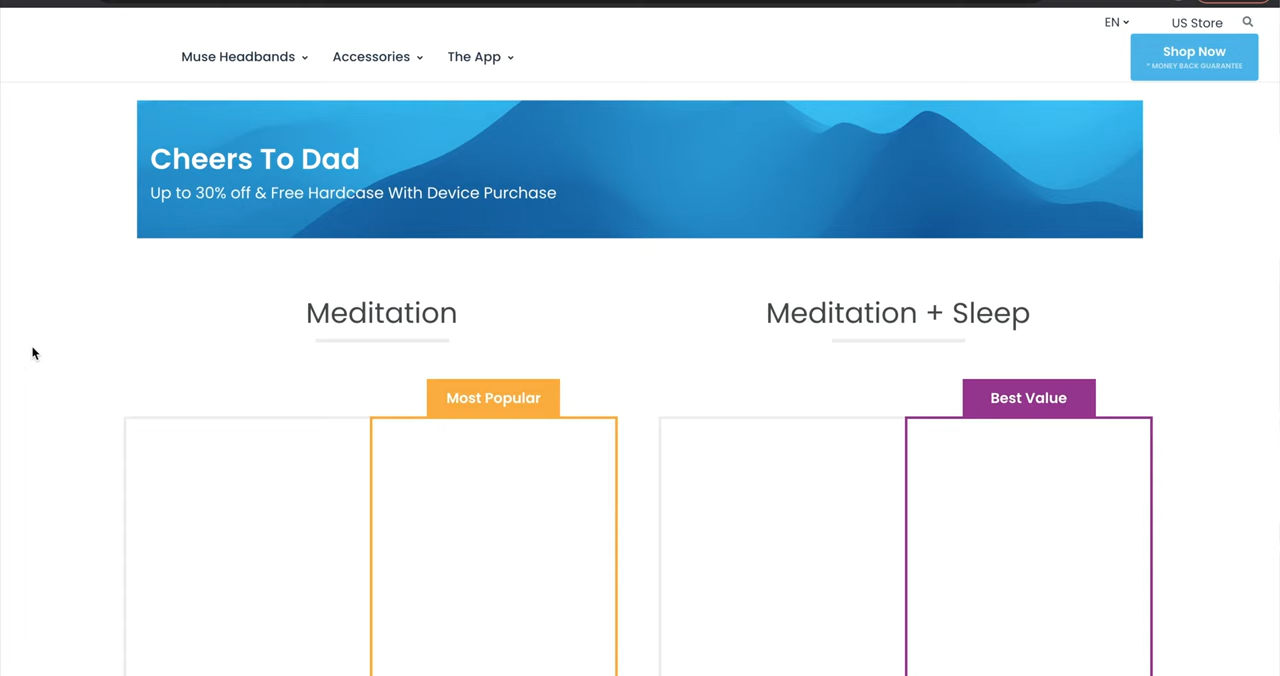 EN
US Store
Muse Headbands
Accessories
The App
Shop Now
* MONEY BACK GUARANTEE
Cheers To Dad
Up to 30% off & Free Hardcase With Device Purchase
Meditation
Meditation + Sleep
Most Popular
Best Value